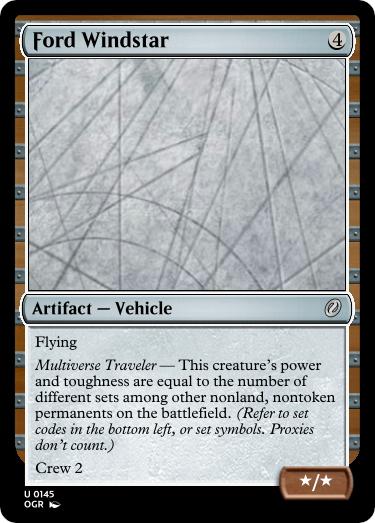 Ford Windstar 4
Artifact — Vehicle
Flying
Multiverse Traveler — This creature's power
and toughness are equal to the number of
different sets among other nonland, nontoken
permanents on the battlefield. (Refer to set
codes in the bottom left, or set symbols. Proxies
don't count.)
Crew 2
★/★
U 0145
OGR